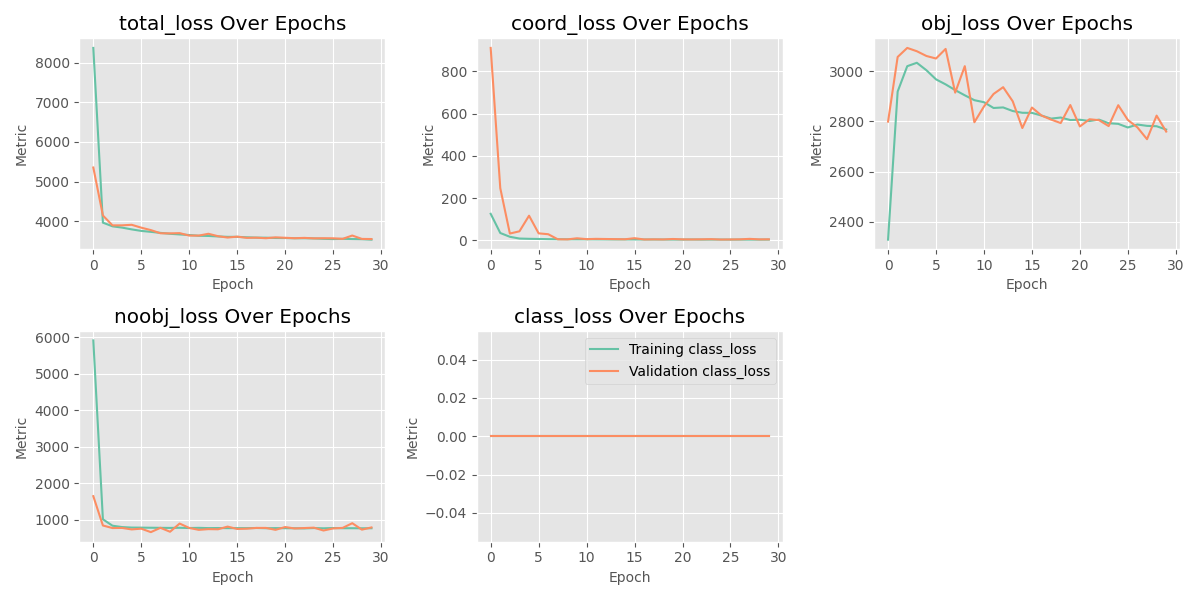 total_loss Over Epochs
8000
7000
6000
5000
4000
Metric
0 5 10 15 20 25 30
Epoch
coord_loss Over Epochs
800
600
400
200
0
Metric
0 5 10 15 20 25 30
Epoch
obj_loss Over Epochs
3000
2800
2600
2400
Metric
0 5 10 15 20 25 30
Epoch
noobj_loss Over Epochs
6000
5000
4000
3000
2000
1000
Metric
0 5 10 15 20 25 30
Epoch
class_loss Over Epochs
Training class_loss
Validation class_loss
0.04
0.02
0.00
−0.02
−0.04
Metric
0 5 10 15 20 25 30
Epoch